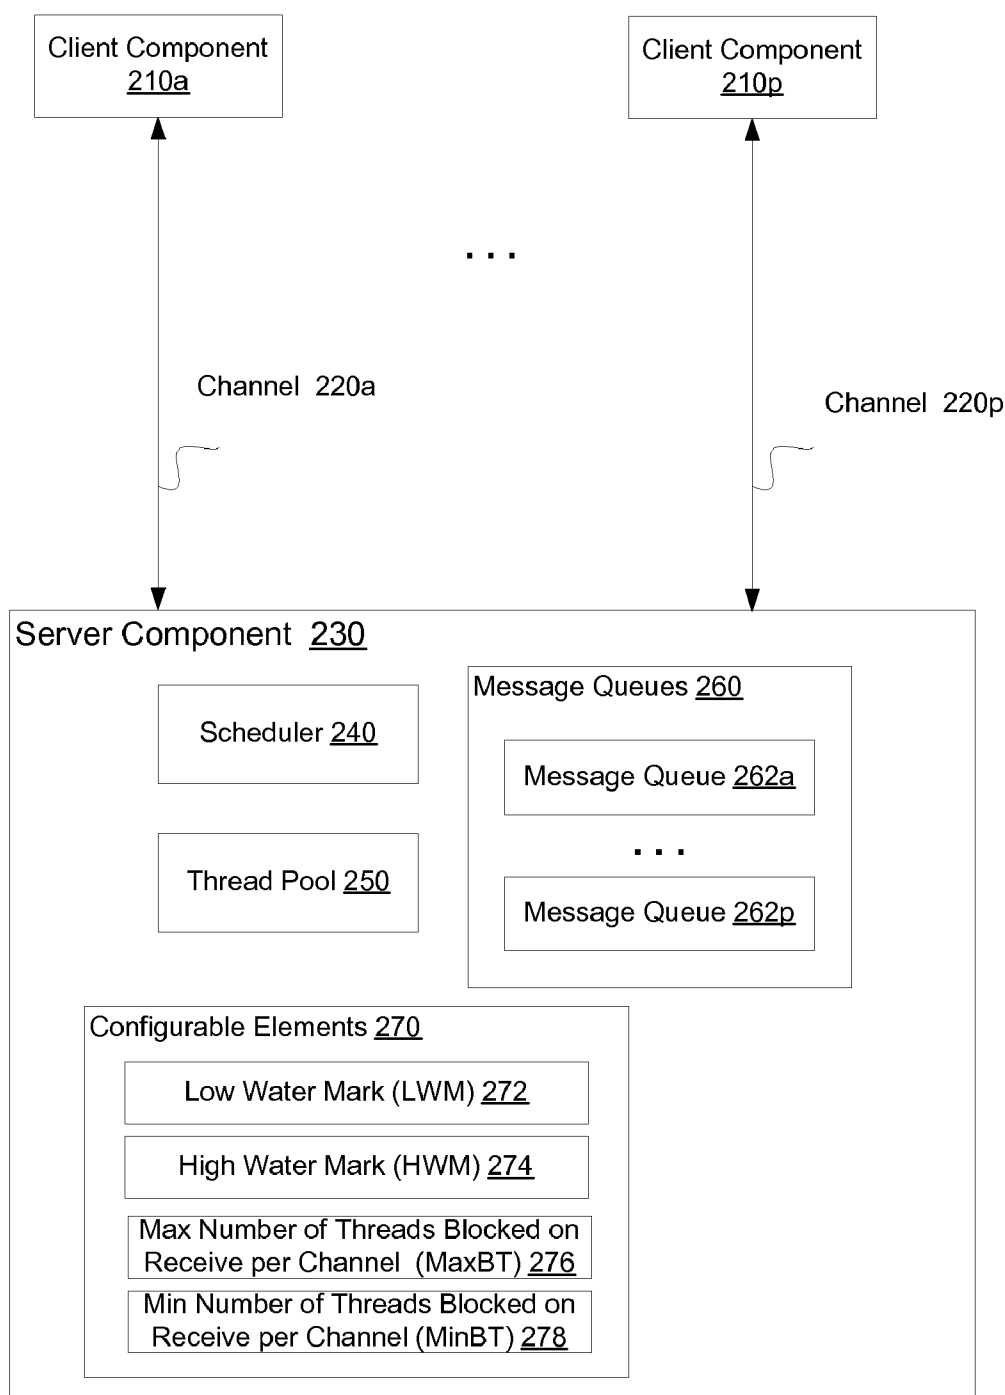 Client Component
210a
Client Component
210p
. . .
Channel 220a
Channel 220p
Server Component 230
Scheduler 240
Thread Pool 250
Message Queues 260
Message Queue 262a
. . .
Message Queue 262p
Configurable Elements 270
Low Water Mark (LWM) 272
High Water Mark (HWM) 274
Max Number of Threads Blocked on
Receive per Channel (MaxBT) 276
Min Number of Threads Blocked on
Receive per Channel (MinBT) 278